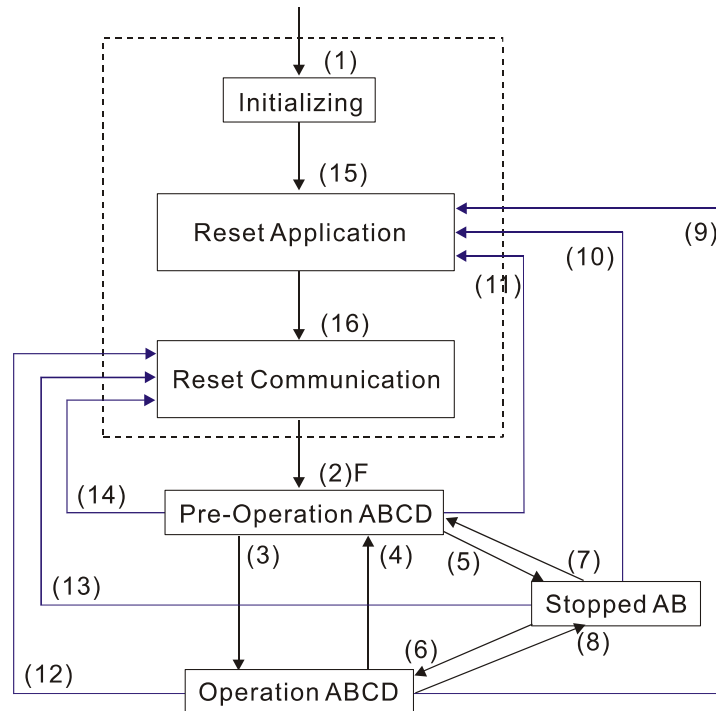 (1)
Initializing
(15)
Reset Application
(9)
(10)
(11)
(16)
Reset Communication
(2)F
(14)
Pre-Operation ABCD
(3)
(4)
(5)
(7)
(13)
Stopped AB
(6)
(8)
(12)
Operation ABCD